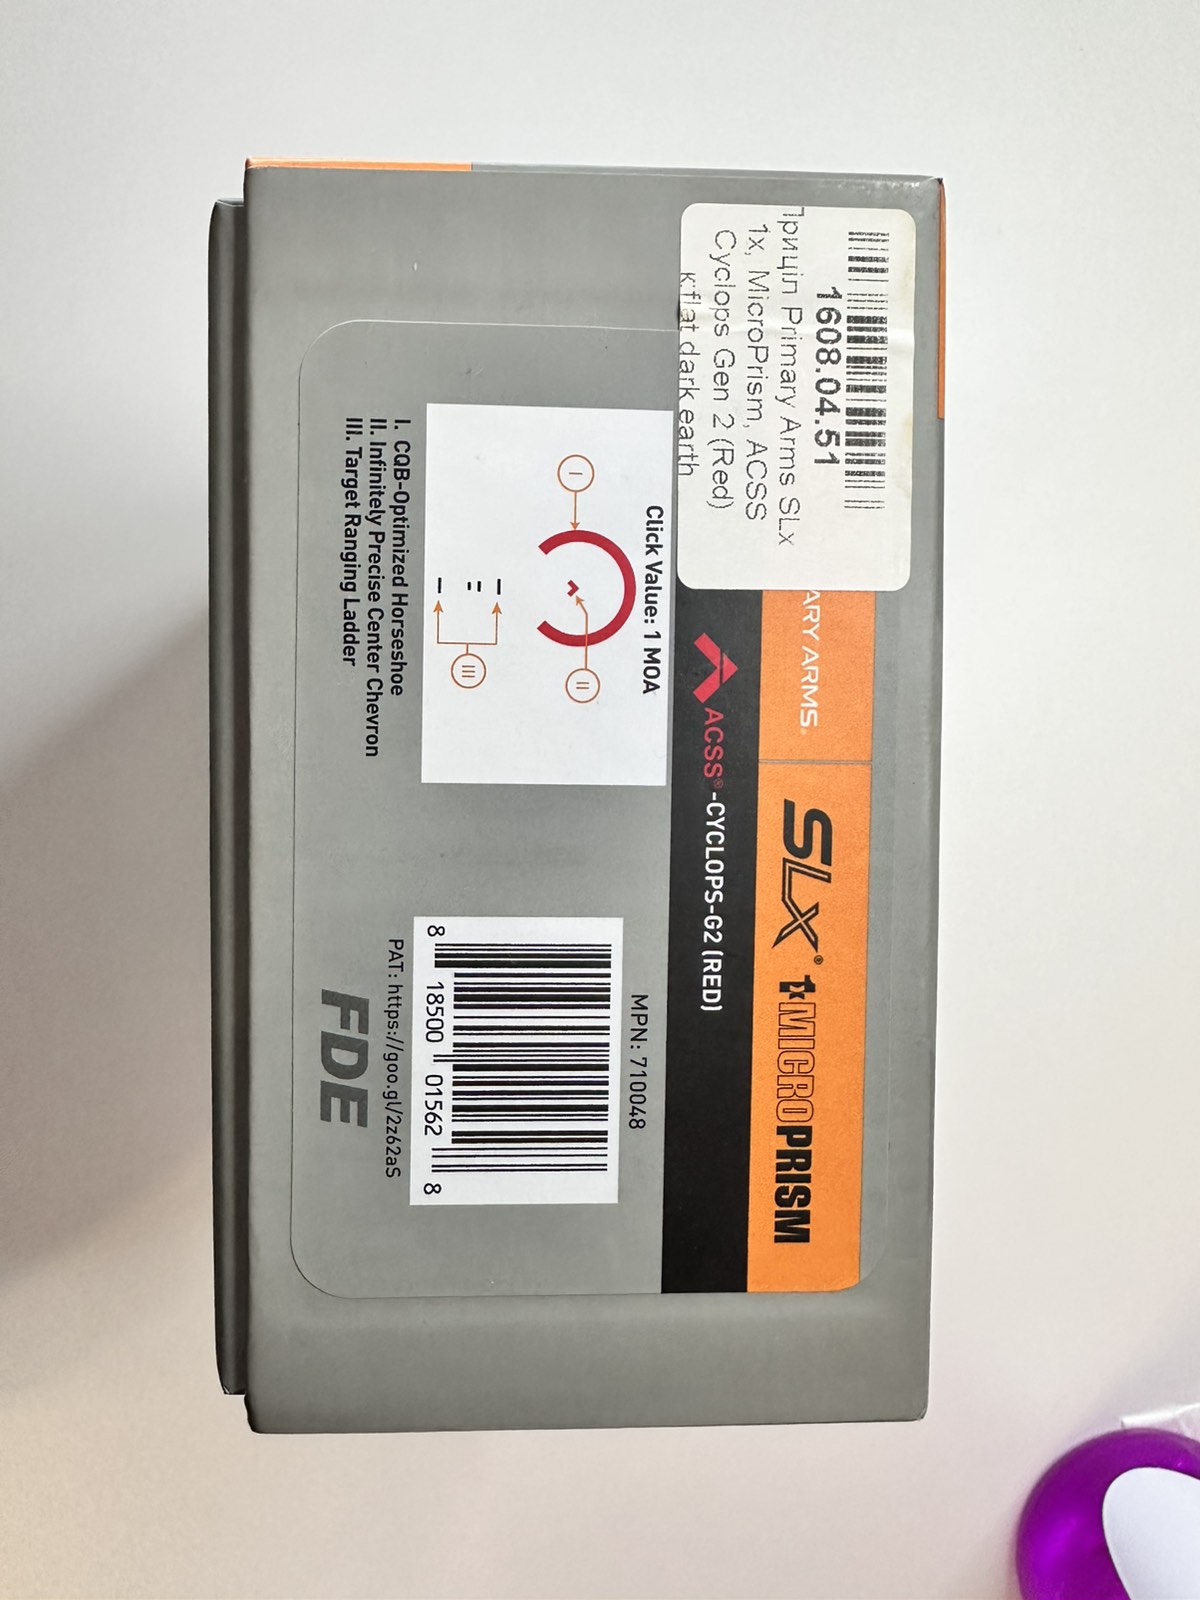 1608.04.51
Приціл Primary Arms SLx
1x, MicroPrism, ACSS
Cyclops Gen 2 (Red)
к:flat dark earth
ARY ARMS.
SLX® 1x MICROPRISM
ACSS®-CYCLOPS-G2 (RED)
Click Value: 1 MOA
I
II
III
I. CQB-Optimized Horseshoe
II. Infinitely Precise Center Chevron
III. Target Ranging Ladder
MPN: 710048
8 18500 01562 8
PAT: https://goo.gl/2z62aS
FDE